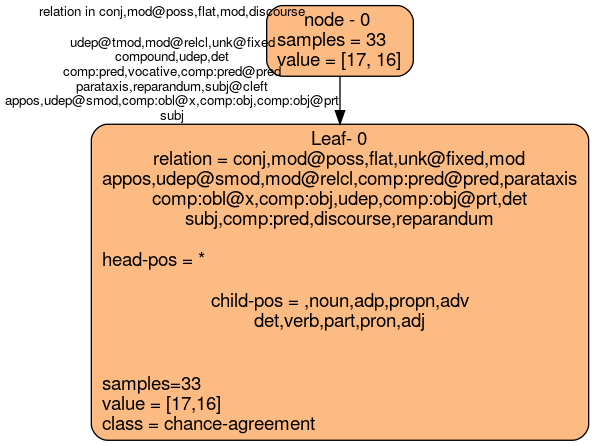 relation in conj,mod@poss,flat,mod,discourse
udep@tmod,mod@relcl,unk@fixed
compound,udep,det
comp:pred,vocative,comp:pred@pred
parataxis,reparandum,subj@cleft
appos,udep@smod,comp:obl@x,comp:obj,comp:obj@prt
subj
node - 0
samples = 33
value = [17, 16]
Leaf- 0
relation = conj,mod@poss,flat,unk@fixed,mod
appos,udep@smod,mod@relcl,comp:pred@pred,parataxis
comp:obl@x,comp:obj,udep,comp:obj@prt,det
subj,comp:pred,discourse,reparandum
head-pos = *
child-pos = ,noun,adp,propn,adv
det,verb,part,pron,adj
samples=33
value = [17,16]
class = chance-agreement